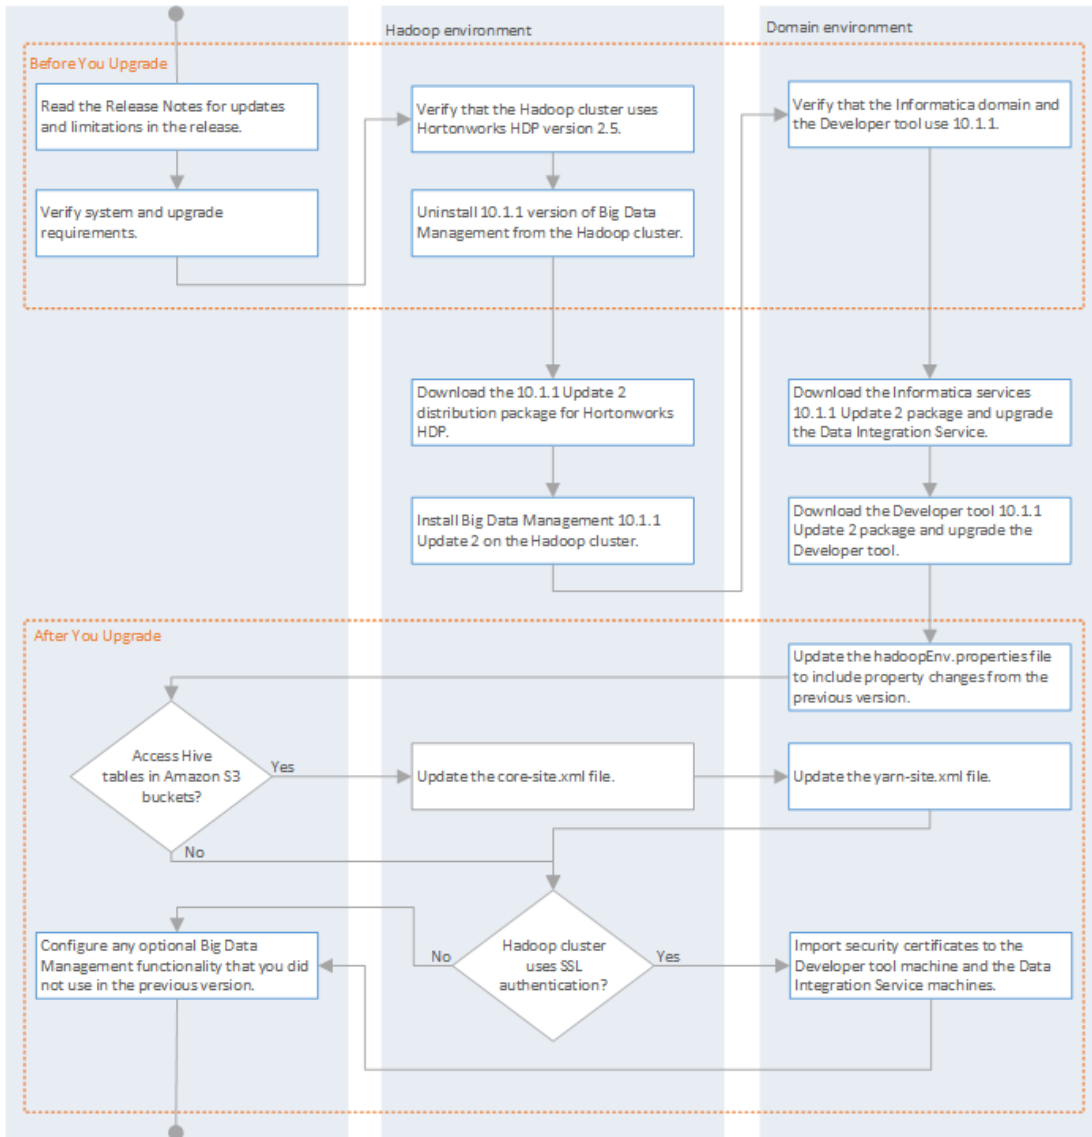 Hadoop environment
Domain environment
Before You Upgrade
Read the Release Notes for updates
and limitations in the release.
Verify system and upgrade
requirements.
Verify that the Hadoop cluster uses
Hortonworks HDP version 2.5.
Uninstall 10.1.1 version of Big Data
Management from the Hadoop cluster.
Verify that the Informatica domain and
the Developer tool use 10.1.1.
Download the 10.1.1 Update 2
distribution package for Hortonworks
HDP.
Install Big Data Management 10.1.1
Update 2 on the Hadoop cluster.
Download the Informatica services
10.1.1 Update 2 package and upgrade
the Data Integration Service.
Download the Developer tool 10.1.1
Update 2 package and upgrade the
Developer tool.
After You Upgrade
Update the hadoopEnv.properties file
to include property changes from the
previous version.
Access Hive
tables in Amazon S3
buckets?
Yes
Update the core-site.xml file.
Update the yarn-site.xml file.
No
Hadoop cluster
uses SSL
authentication?
No
Yes
Configure any optional Big Data
Management functionality that you did
not use in the previous version.
Import security certificates to the
Developer tool machine and the Data
Integration Service machines.